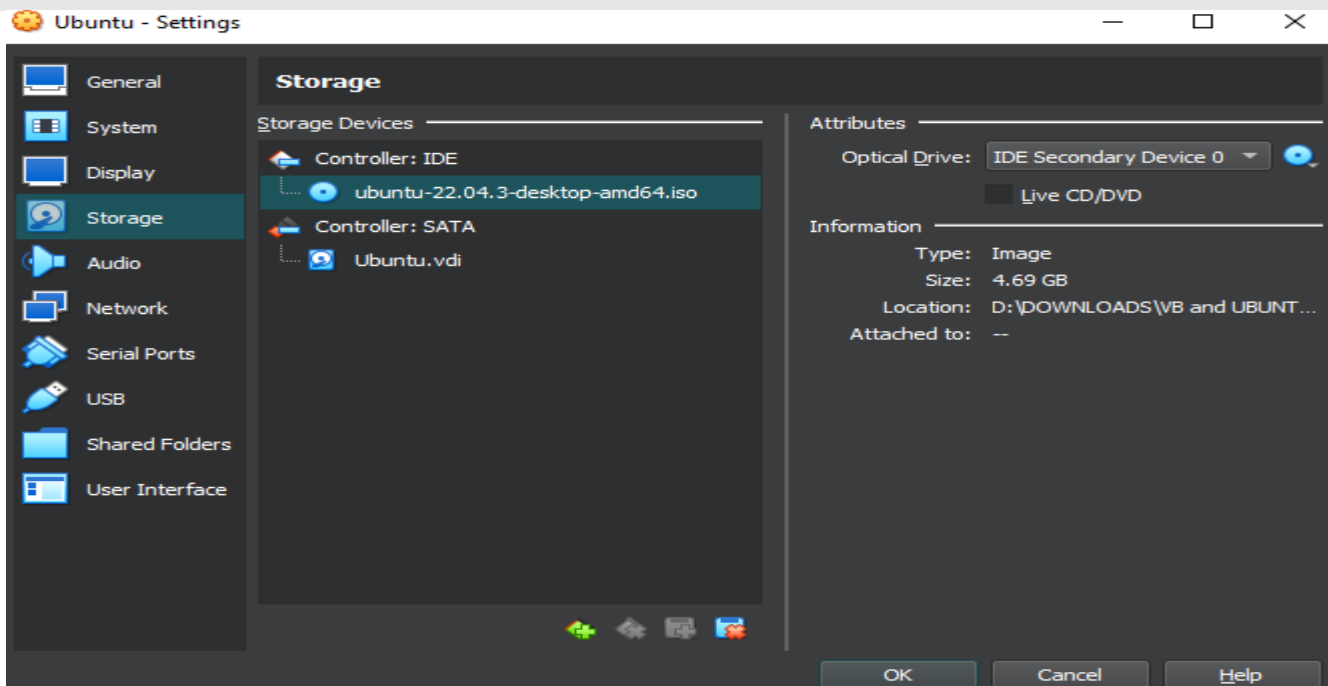 Ubuntu - Settings
General
System
Display
Storage
Audio
Network
Serial Ports
USB
Shared Folders
User Interface
Storage
Storage Devices
Controller: IDE
ubuntu-22.04.3-desktop-amd64.iso
Controller: SATA
Ubuntu.vdi
Attributes
Optical Drive: IDE Secondary Device 0
Live CD/DVD
Information
Type: Image
Size: 4.69 GB
Location: D:\DOWNLOADS\VB and UBUNT...
Attached to: --
OK Cancel Help